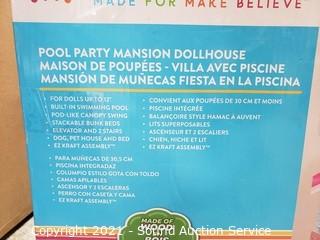 MADE FOR MAKE BELIEVE
POOL PARTY MANSION DOLLHOUSE
MAISON DE POUPÉES - VILLA AVEC PISCINE
MANSIÓN DE MUÑECAS FIESTA EN LA PISCINA
• FOR DOLLS UP TO 12"
• BUILT-IN SWIMMING POOL
• POD-LIKE CANOPY SWING
• STACKABLE BUNK BEDS
• ELEVATOR AND 2 STAIRS
• DOG, PET HOUSE AND BED
• EZ KRAFT ASSEMBLY™
• CONVIENT AUX POUPÉES DE 30 CM ET MOINS
• PISCINE INTÉGRÉE
• BALANÇOIRE STYLE HAMAC À AUVENT
• LITS SUPERPOSABLES
• ASCENSEUR ET 2 ESCALIERS
• CHIEN, NICHE ET LIT
• EZ KRAFT ASSEMBLY™
• PARA MUÑECAS DE 30,5 CM
• PISCINA INTEGRADA
• COLUMPIO ESTILO GOTA CON TOLDO
• CAMAS APILABLES
• ASCENSOR Y 2 ESCALERAS
• PERRO CON CASETA Y CAMA
• EZ KRAFT ASSEMBLY™
MADE OF
WOOD
BOIS
Copyright 2021 - Sound Auction Service